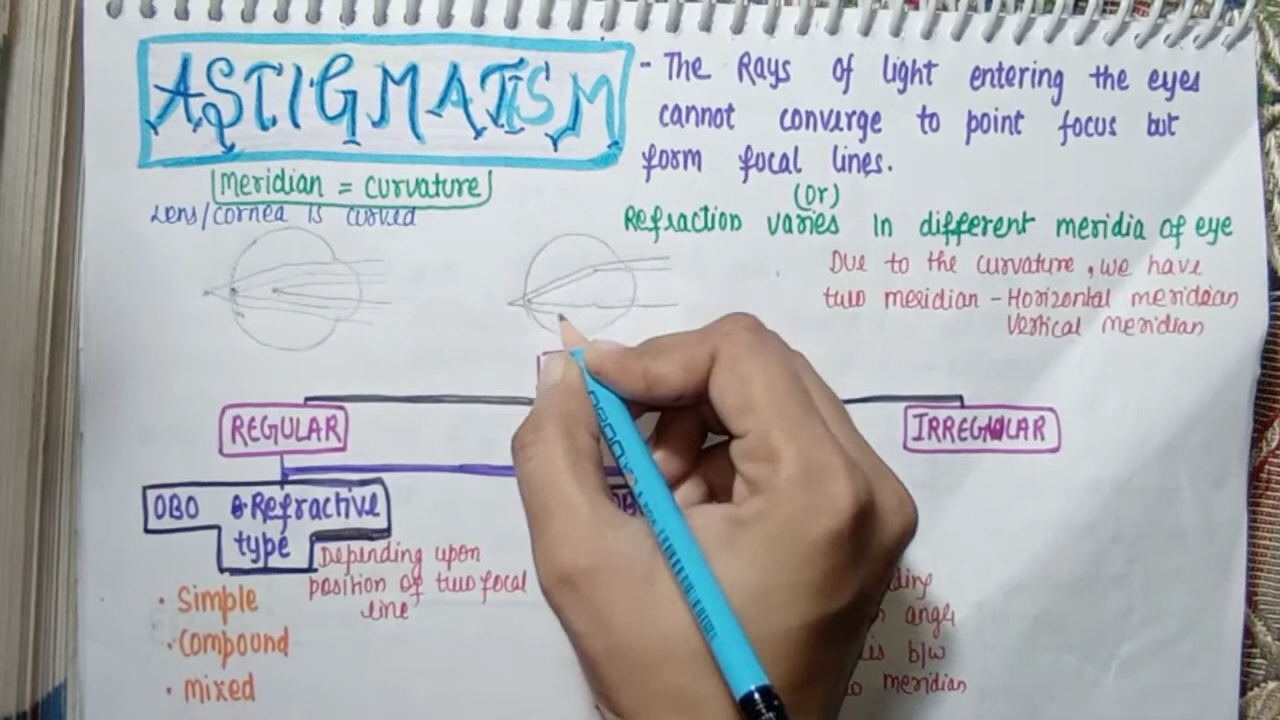 ASTIGMATISM
- The Rays of light entering the eyes
cannot converge to point focus but
form focal lines.
(Or)
Meridian = curvature
Lens/cornea is curved
Refraction varies In different meridia of eye
Due to the curvature, we have
two meridian - Horizontal meridian
Vertical Meridian
REGULAR
IRREGULAR
OBO Refractive
type
Depending upon
position of two focal
line
• Simple
• Compound
• mixed
angle
is b/w
meridian